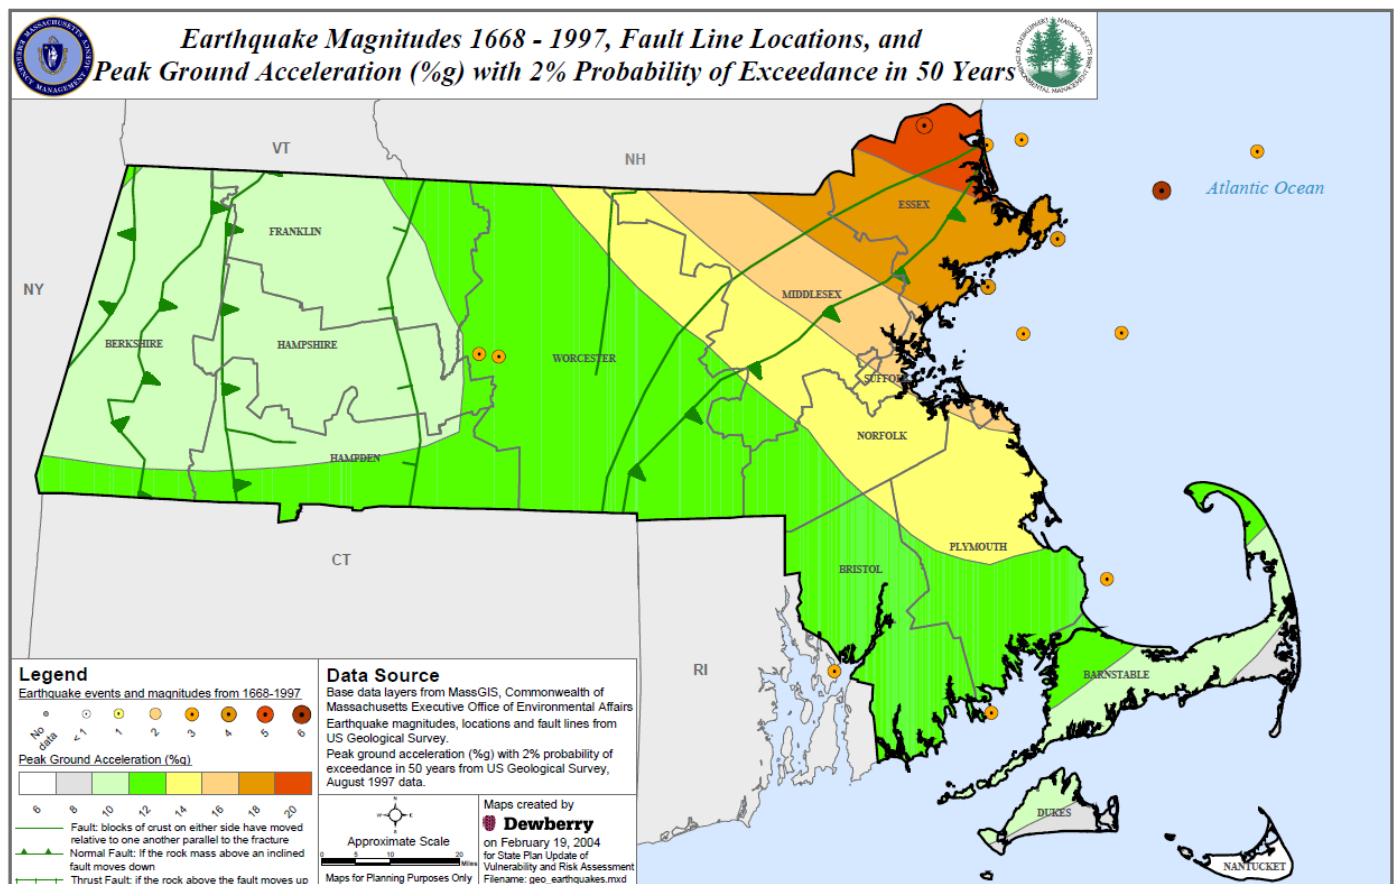 Earthquake Magnitudes 1668 - 1997, Fault Line Locations, and
Peak Ground Acceleration (%g) with 2% Probability of Exceedance in 50 Years
MASSACHUSETTS
EMERGENCY MANAGEMENT AGENCY
MASSACHUSETTS
ENVIRONMENTAL MANAGEMENT
VT
NH
Atlantic Ocean
ESSEX
FRANKLIN
NY
MIDDLESEX
BERKSHIRE
HAMPSHIRE
WORCESTER
SUFFOLK
NORFOLK
HAMPDEN
PLYMOUTH
CT
BRISTOL
RI
BARNSTABLE
DUKES
NANTUCKET
Legend
Earthquake events and magnitudes from 1668-1997
No data
< 1
1
2
3
4
5
6
Peak Ground Acceleration (%g)
6
8
10
12
14
16
18
20
Fault: blocks of crust on either side have moved
relative to one another parallel to the fracture
Normal Fault: If the rock mass above an inclined
fault moves down
Thrust Fault: if the rock above the fault moves up
Data Source
Base data layers from MassGIS, Commonwealth of
Massachusetts Executive Office of Environmental Affairs
Earthquake magnitudes, locations and fault lines from
US Geological Survey.
Peak ground acceleration (%g) with 2% probability of
exceedance in 50 years from US Geological Survey,
August 1997 data.
N
W
E
S
Approximate Scale
0 5 10 20
Miles
Maps for Planning Purposes Only
Maps created by
Dewberry
on February 19, 2004
for State Plan Update of
Vulnerability and Risk Assessment
Filename: geo_earthquakes.mxd